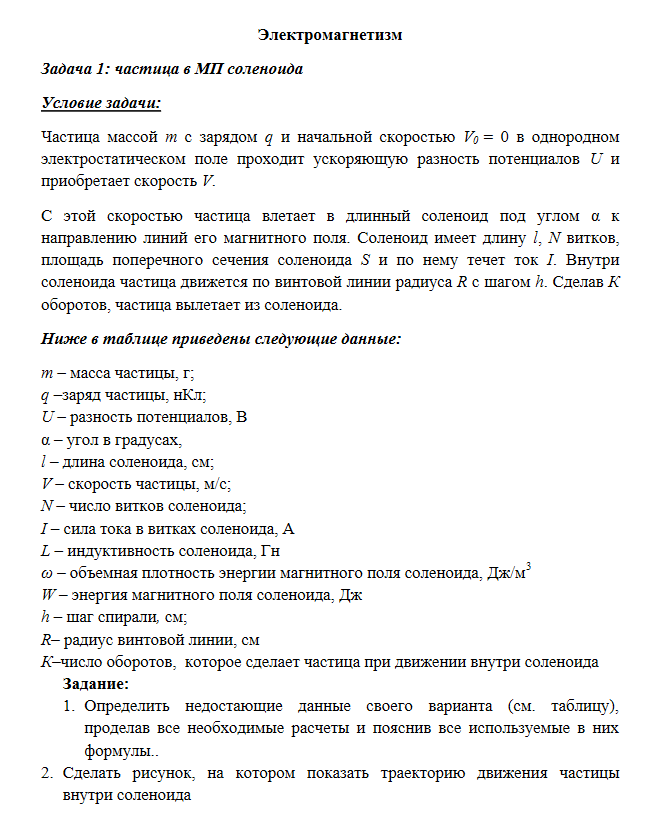 Электромагнетизм
Задача 1: частица в МП соленоида
Условие задачи:
Частица массой m с зарядом q и начальной скоростью V0 = 0 в однородном
электростатическом поле проходит ускоряющую разность потенциалов U и
приобретает скорость V.
С этой скоростью частица влетает в длинный соленоид под углом α к
направлению линий его магнитного поля. Соленоид имеет длину l, N витков,
площадь поперечного сечения соленоида S и по нему течет ток I. Внутри
соленоида частица движется по винтовой линии радиуса R с шагом h. Сделав K
оборотов, частица вылетает из соленоида.
Ниже в таблице приведены следующие данные:
m – масса частицы, г;
q –заряд частицы, нКл;
U – разность потенциалов, В
α – угол в градусах,
l – длина соленоида, см;
V – скорость частицы, м/с;
N – число витков соленоида;
I – сила тока в витках соленоида, А
L – индуктивность соленоида, Гн
ω – объемная плотность энергии магнитного поля соленоида, Дж/м3
W – энергия магнитного поля соленоида, Дж
h – шаг спирали, см;
R– радиус винтовой линии, см
K–число оборотов, которое сделает частица при движении внутри соленоида
Задание:
1. Определить недостающие данные своего варианта (см. таблицу),
проделав все необходимые расчеты и пояснив все используемые в них
формулы..
2. Сделать рисунок, на котором показать траекторию движения частицы
внутри соленоида